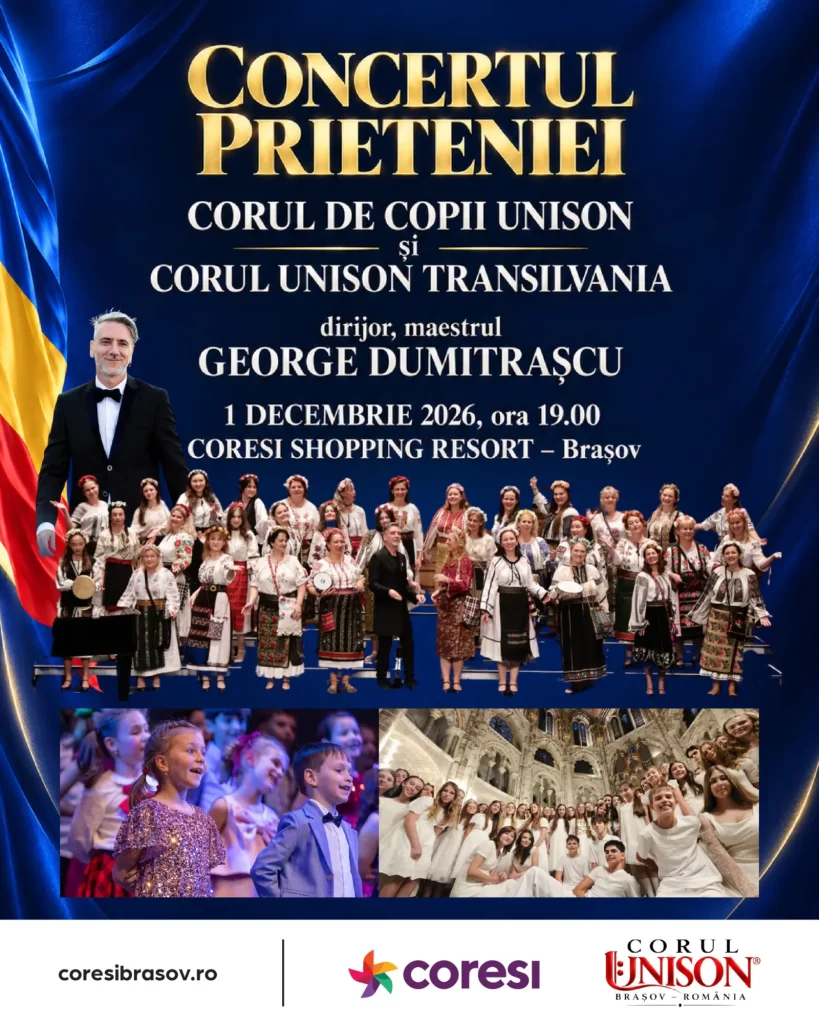 CONCERTUL
PRIETENIEI
CORUL DE COPII UNISON
și
CORUL UNISON TRANSILVANIA
dirijor, maestrul
GEORGE DUMITRAȘCU
1 DECEMBRIE 2026, ora 19.00
CORESI SHOPPING RESORT – Brașov
coresibrasov.ro
coresi
CORUL
UNISON®
BRAȘOV – ROMÂNIA